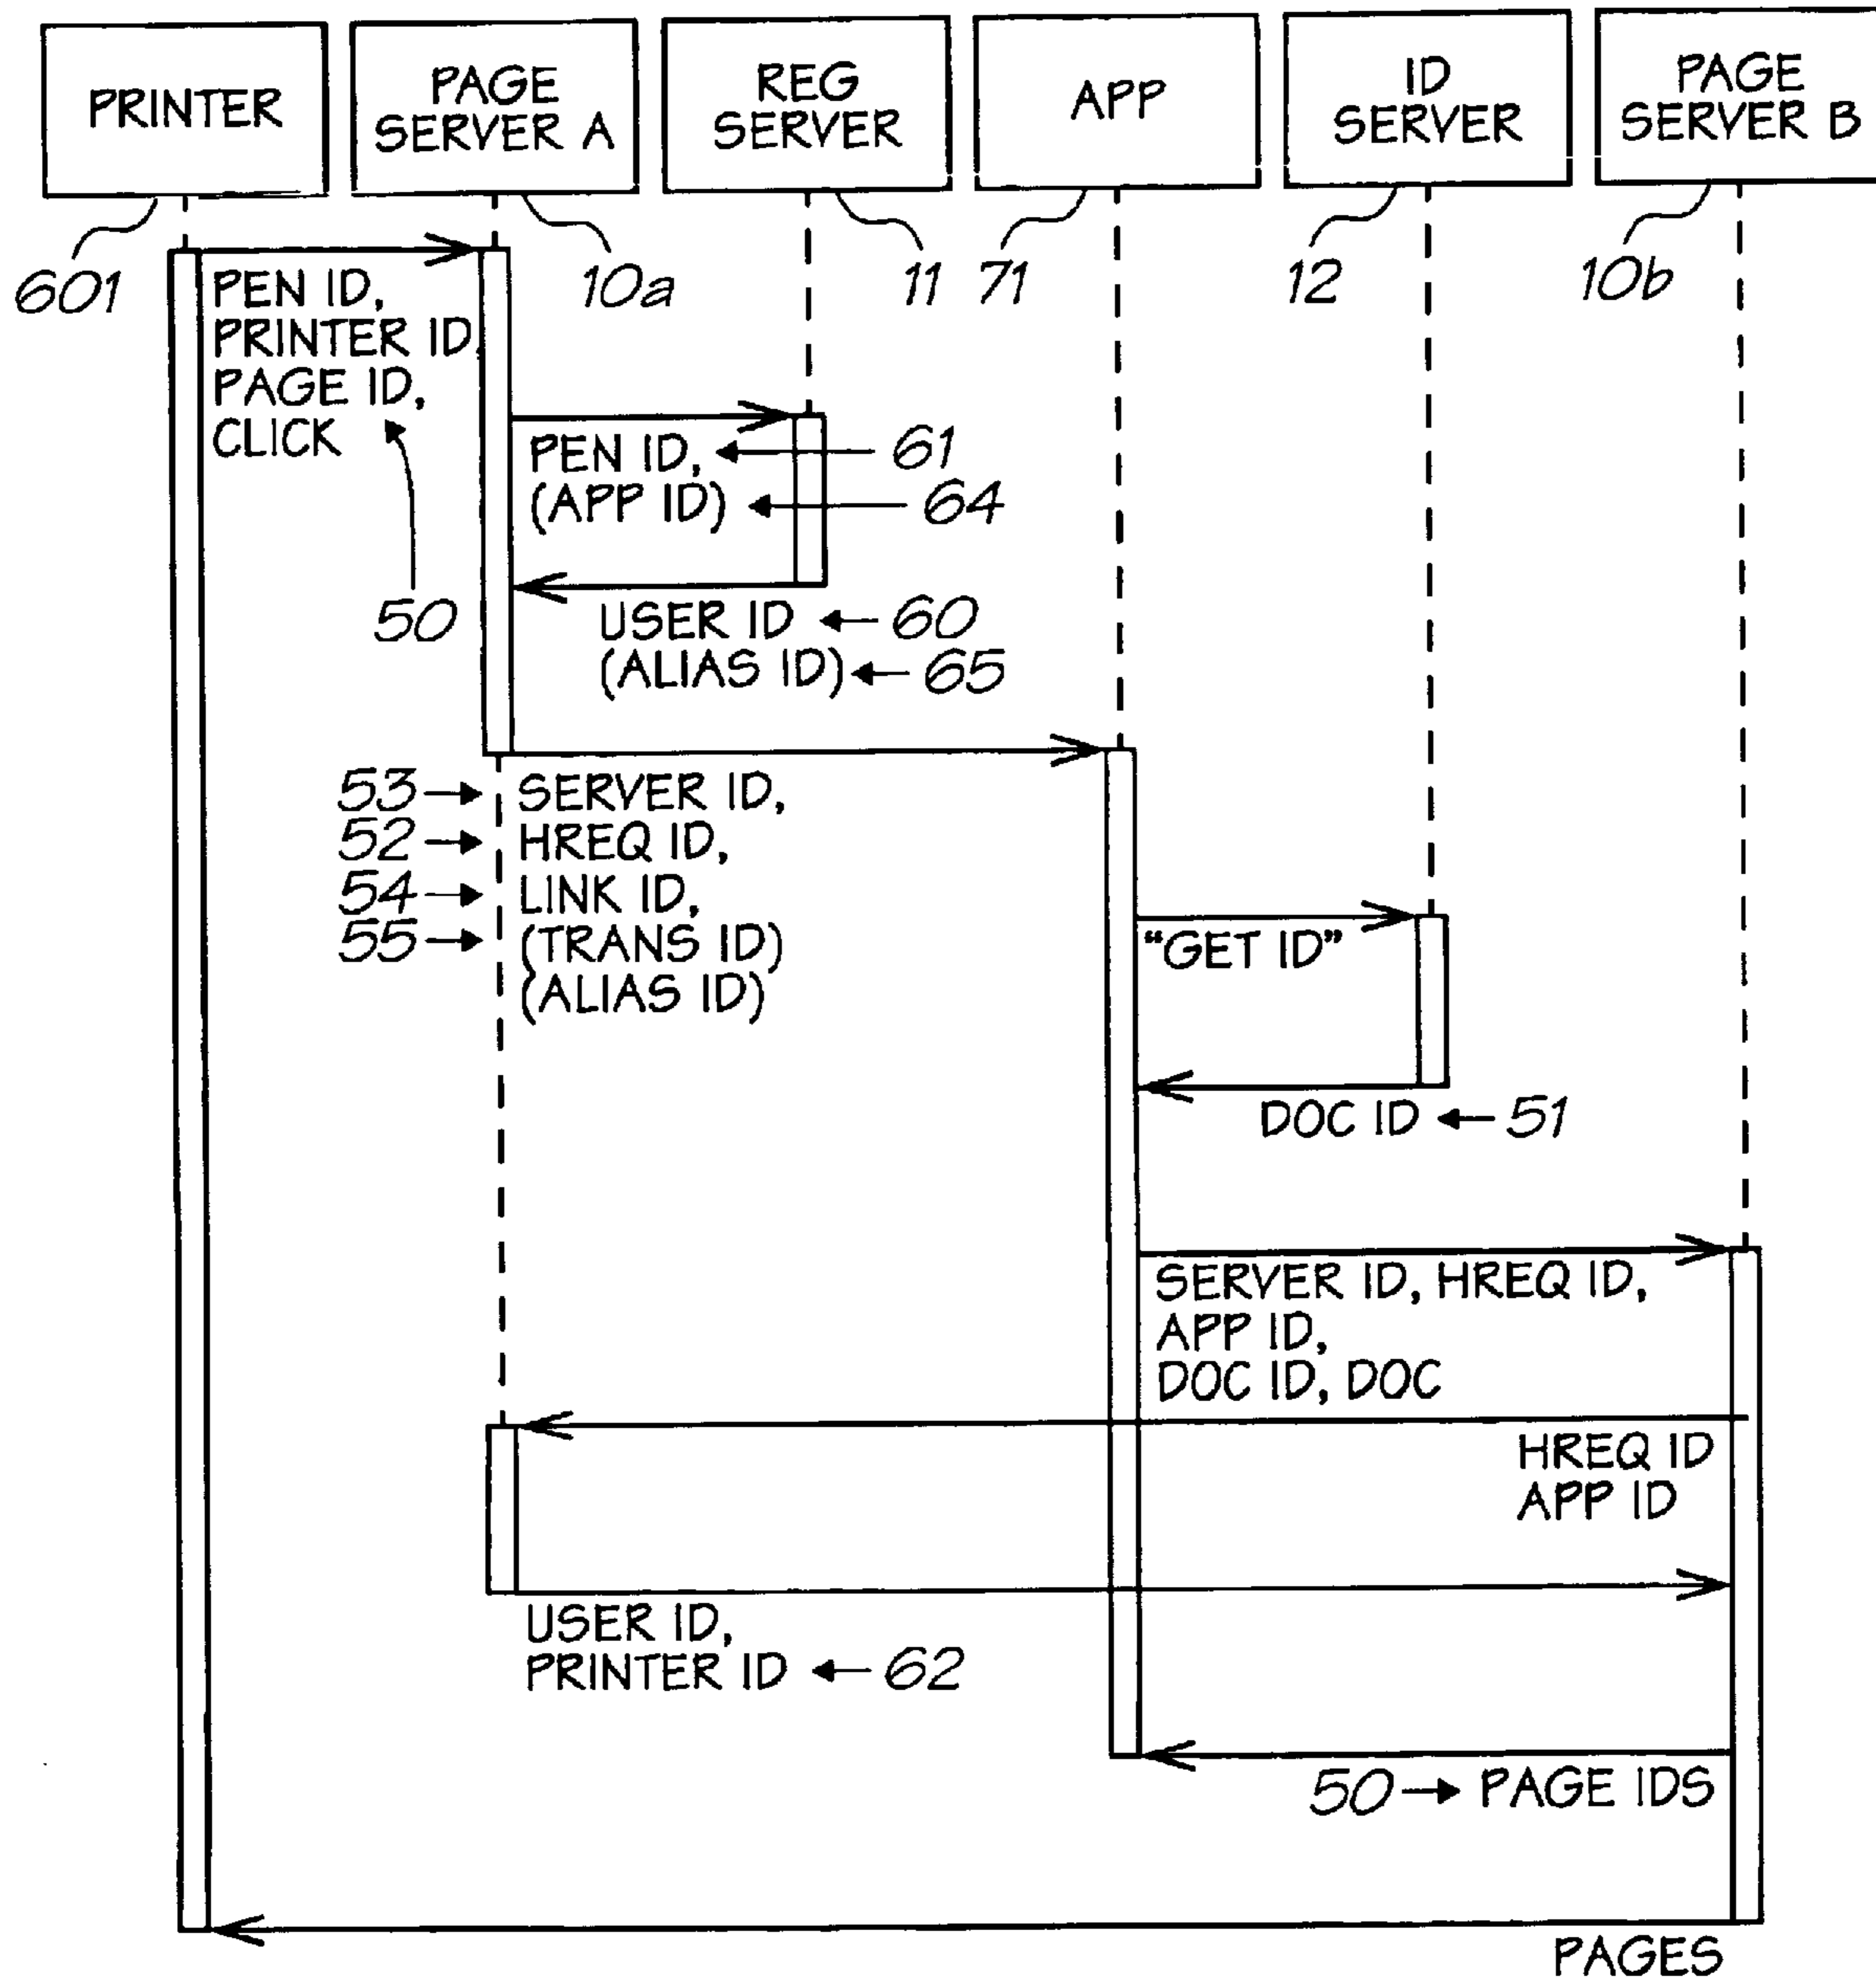 PRINTER
PAGE
SERVER A
REG
SERVER
APP
ID
SERVER
PAGE
SERVER B
601
10a
11
71
12
10b
PEN ID,
PRINTER ID
PAGE ID,
CLICK
50
PEN ID,
61
(APP ID)
64
USER ID
60
(ALIAS ID)
65
53
SERVER ID,
52
HREQ ID,
54
LINK ID,
55
(TRANS ID)
(ALIAS ID)
“GET ID”
DOC ID
51
SERVER ID, HREQ ID,
APP ID,
DOC ID, DOC
HREQ ID
APP ID
USER ID,
PRINTER ID
62
50
PAGE IDS
PAGES